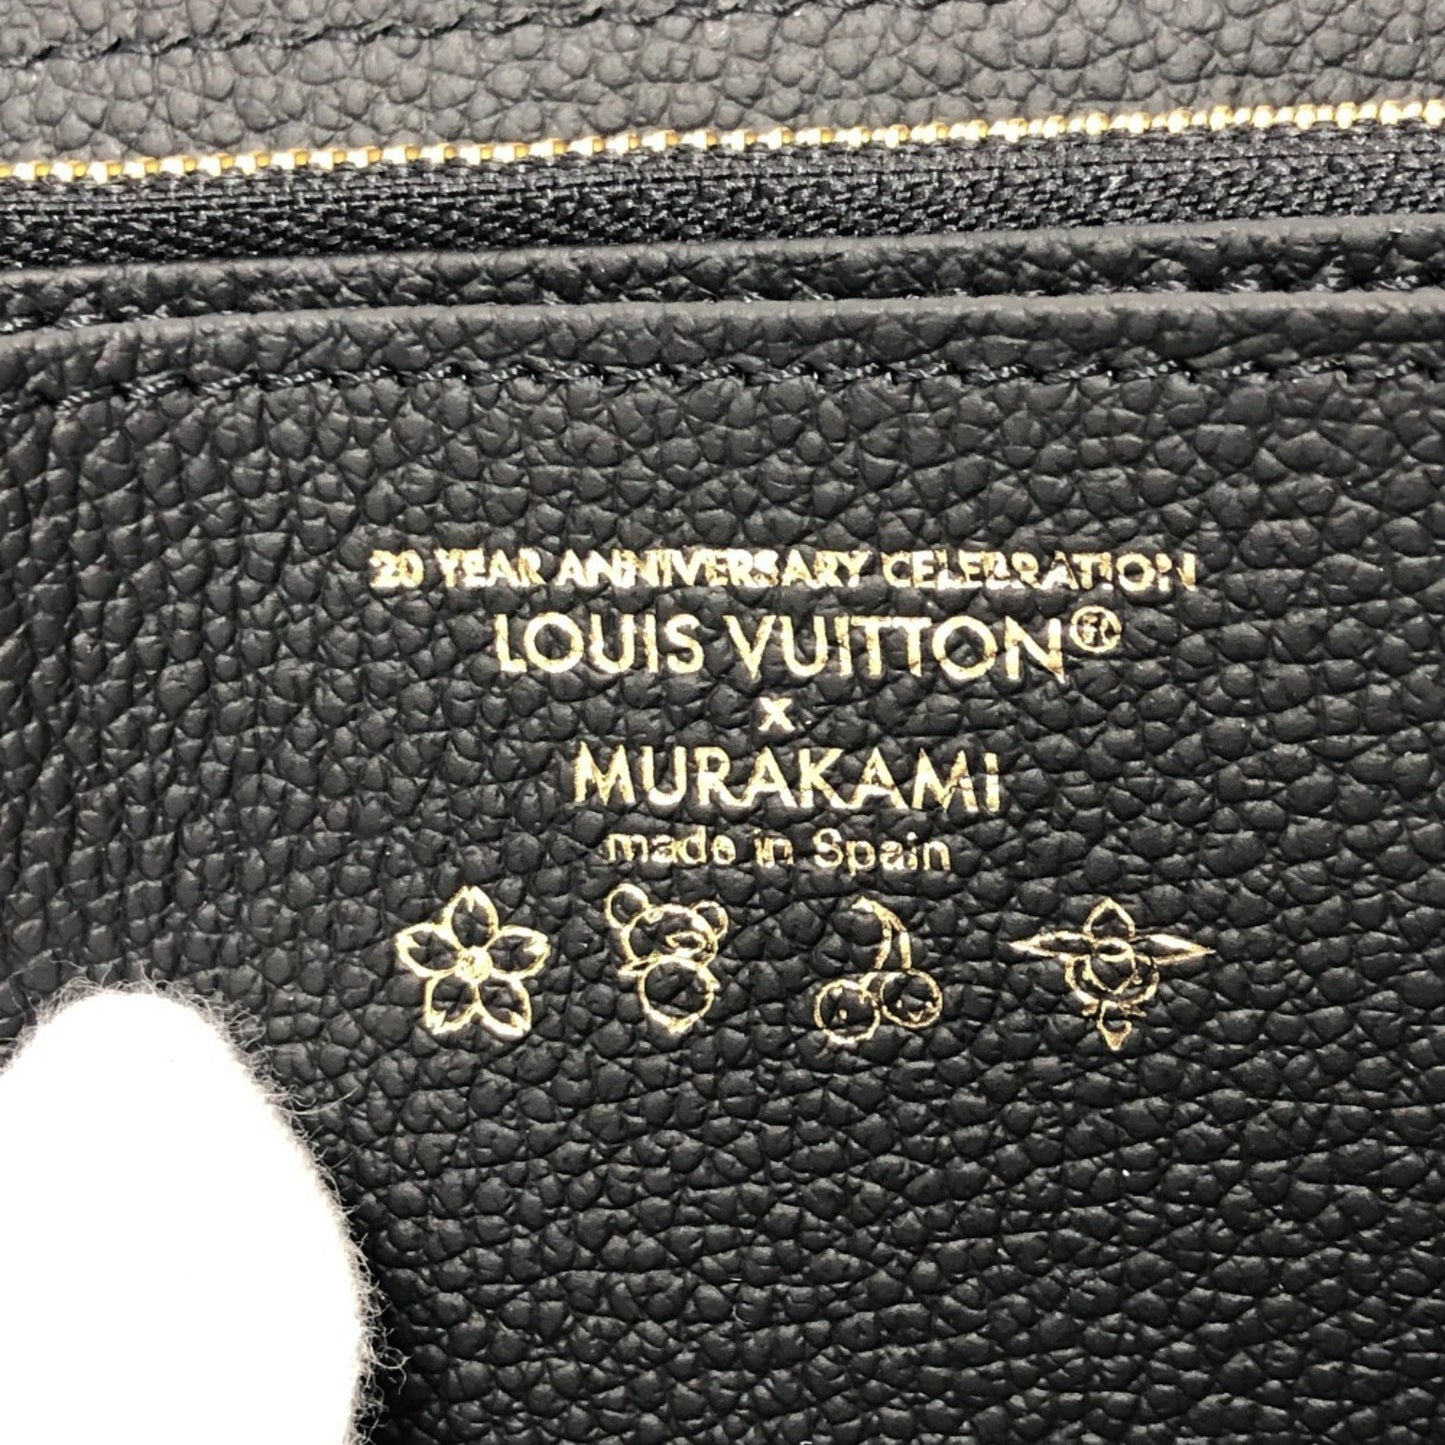 20 YEAR ANNIVERSARY CELEBRATION
LOUIS VUITTON®
x
MURAKAMI
made in Spain